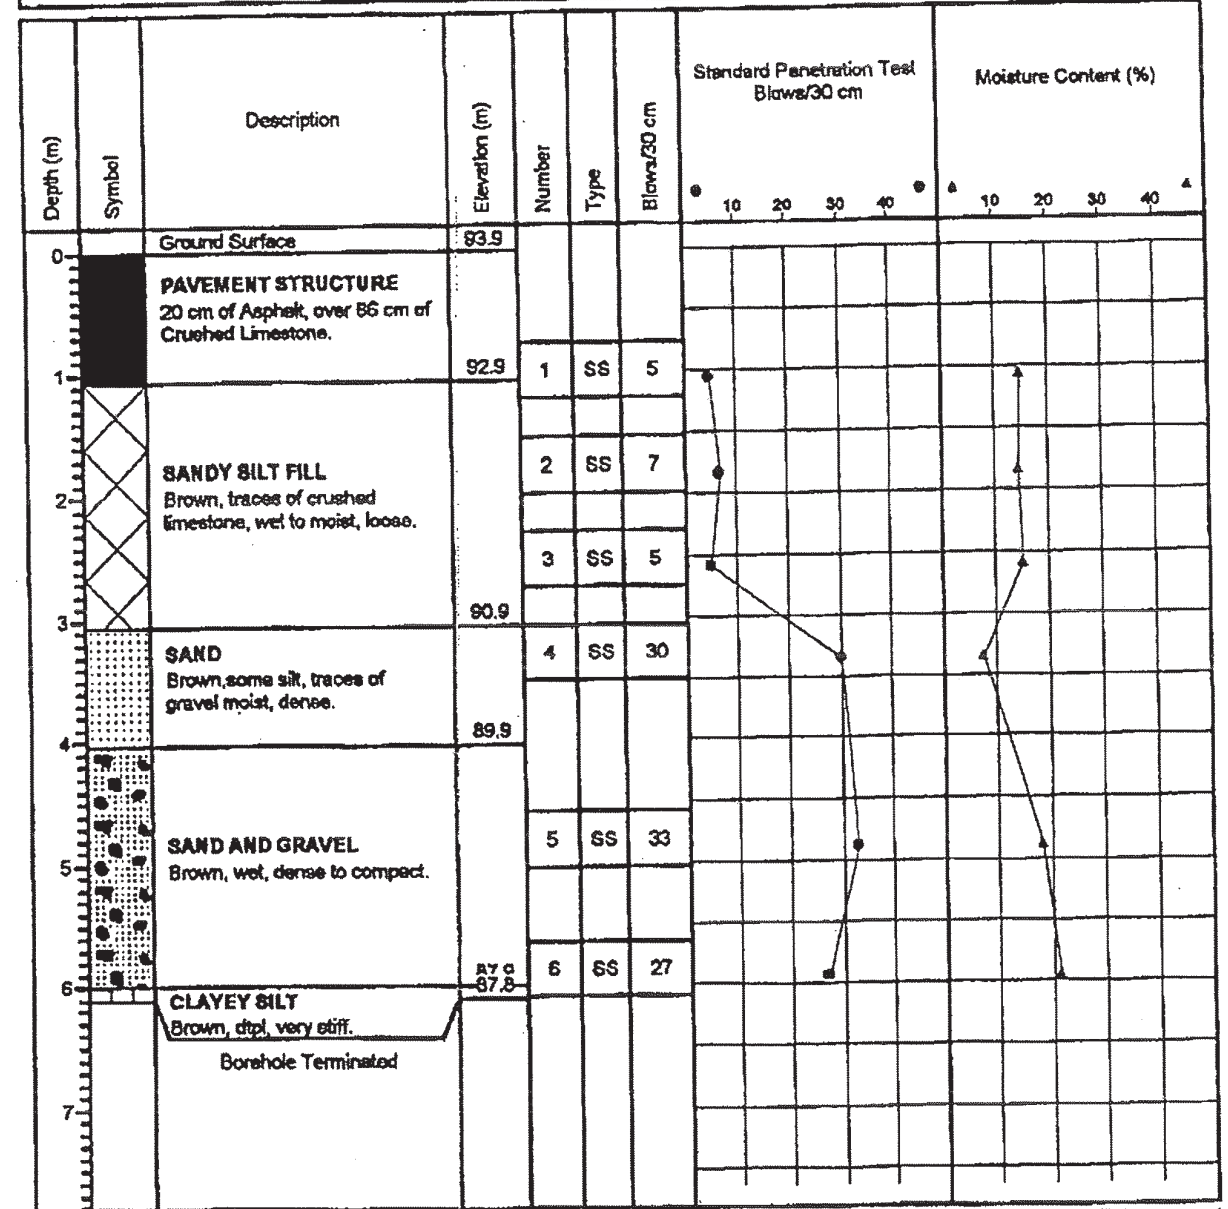 Depth (m)
Symbol
Description
Elevation (m)
Number
Type
Blows/30 cm
Standard Penetration Test
Blows/30 cm
10 20 30 40
Moisture Content (%)
10 20 30 40
Ground Surface 93.9
0
PAVEMENT STRUCTURE
20 cm of Asphalt, over 86 cm of
Crushed Limestone.
92.9
1 SS 5
1
SANDY SILT FILL
Brown, traces of crushed
limestone, wet to moist, loose.
2 SS 7
2
3 SS 5
90.9
3
SAND
Brown, some silt, traces of
gravel moist, dense.
4 SS 30
89.9
4
SAND AND GRAVEL
Brown, wet, dense to compact.
5 SS 33
5
87.9
87.8
6 SS 27
6
CLAYEY SILT
Brown, dtpl, very stiff.
Borehole Terminated
7